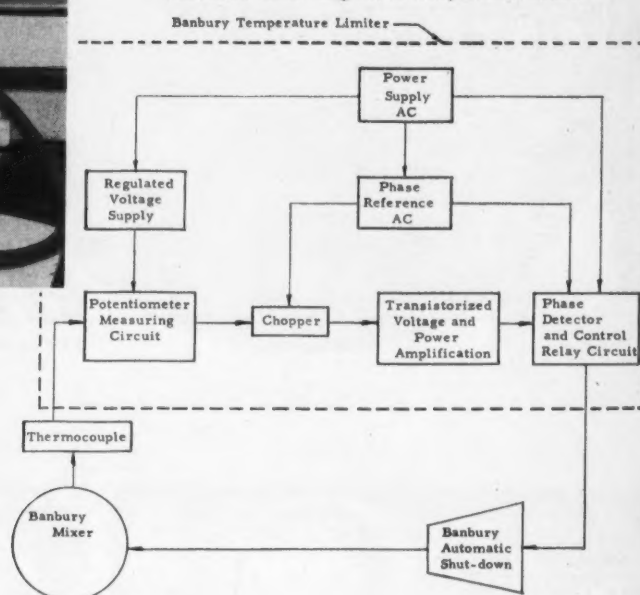 Banbury Temperature Limiter
Power
Supply
AC
Regulated
Voltage
Supply
Phase
Reference
AC
Potentiometer
Measuring
Circuit
Chopper
Transistorized
Voltage and
Power
Amplification
Phase
Detector
and Control
Relay Circuit
Thermocouple
Banbury
Mixer
Banbury
Automatic
Shut-down